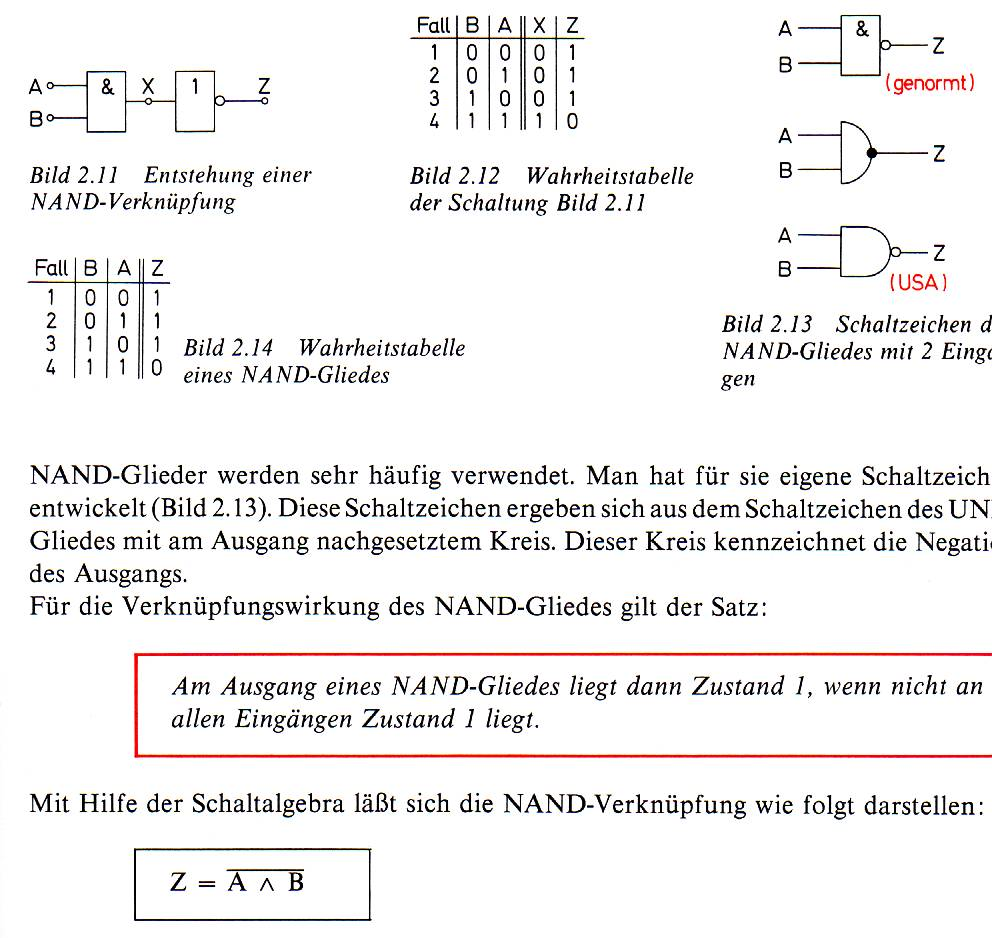 A & X 1 Z
B
Bild 2.11 Entstehung einer
NAND-Verknüpfung
Fall B A X Z
1 0 0 0 1
2 0 1 0 1
3 1 0 0 1
4 1 1 1 0
Bild 2.12 Wahrheitstabelle
der Schaltung Bild 2.11
A & Z
B
(genormt)
A
Z
B
A
Z
B
(USA)
Bild 2.13 Schaltzeichen d
NAND-Gliedes mit 2 Einga
gen
Fall B A Z
1 0 0 1
2 0 1 1
3 1 0 1
4 1 1 0
Bild 2.14 Wahrheitstabelle
eines NAND-Gliedes
NAND-Glieder werden sehr häufig verwendet. Man hat für sie eigene Schaltzeich
entwickelt (Bild 2.13). Diese Schaltzeichen ergeben sich aus dem Schaltzeichen des UN
Gliedes mit am Ausgang nachgesetztem Kreis. Dieser Kreis kennzeichnet die Negati
des Ausgangs.
Für die Verknüpfungswirkung des NAND-Gliedes gilt der Satz:
Am Ausgang eines NAND-Gliedes liegt dann Zustand 1, wenn nicht an
allen Eingängen Zustand 1 liegt.
Mit Hilfe der Schaltalgebra läßt sich die NAND-Verknüpfung wie folgt darstellen:
Z = A̅ ̅∧̅ ̅B̅